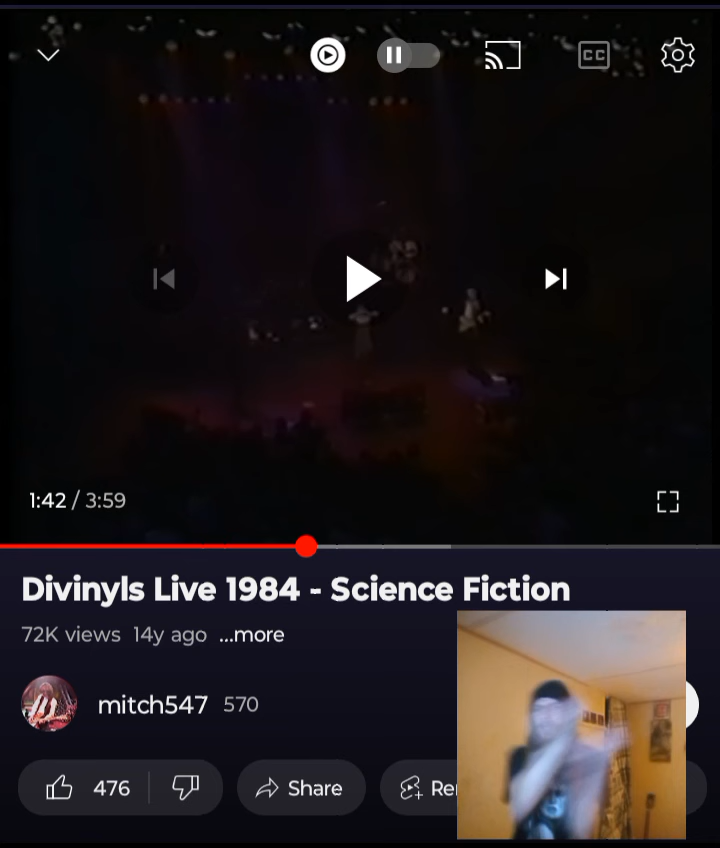 CC
1:42 / 3:59
Divinyls Live 1984 - Science Fiction
72K views 14y ago ...more
mitch547 570
476 Share Re